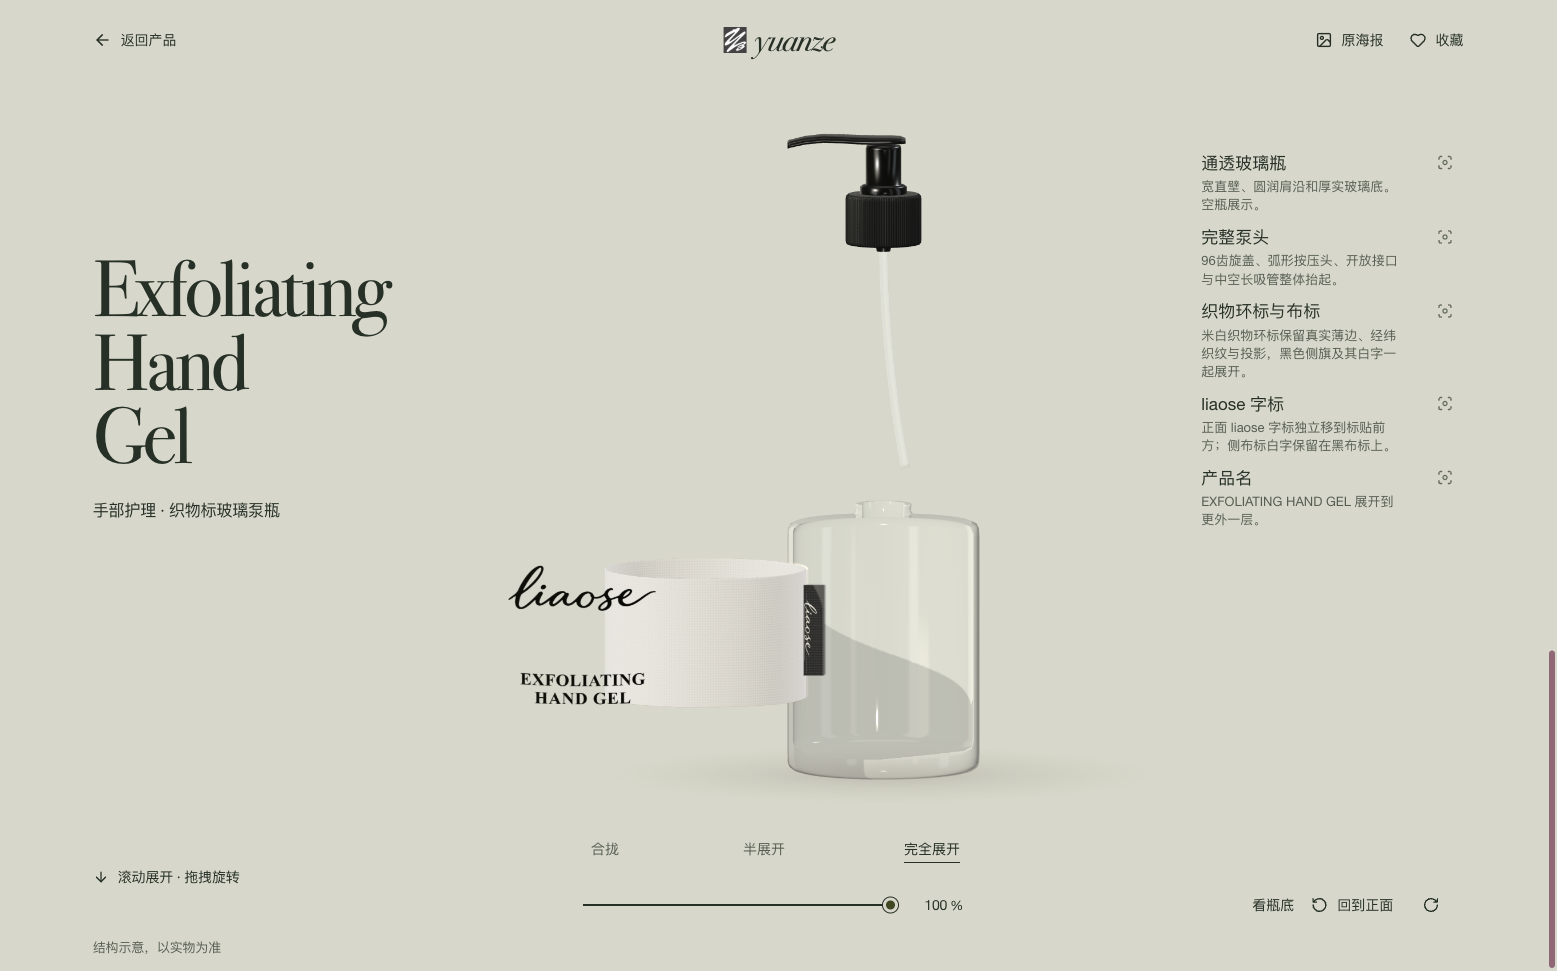 返回产品
yuanze
原海报
收藏
Exfoliating
Hand
Gel
手部护理 · 织物标玻璃泵瓶
通透玻璃瓶
宽直壁、圆润肩沿和厚实玻璃底。
空瓶展示。
完整泵头
96齿旋盖、弧形按压头、开放接口
与中空长吸管整体抬起。
织物环标与布标
米白织物环标保留真实薄边、经纬
织纹与投影，黑色侧旗及其白字一
起展开。
liaose 字标
正面 liaose 字标独立移到标贴前
方；侧布标白字保留在黑布标上。
产品名
EXFOLIATING HAND GEL 展开到
更外一层。
liaose
liaose
EXFOLIATING
HAND GEL
合拢
半展开
完全展开
滚动展开 · 拖拽旋转
100 %
看瓶底
回到正面
结构示意，以实物为准